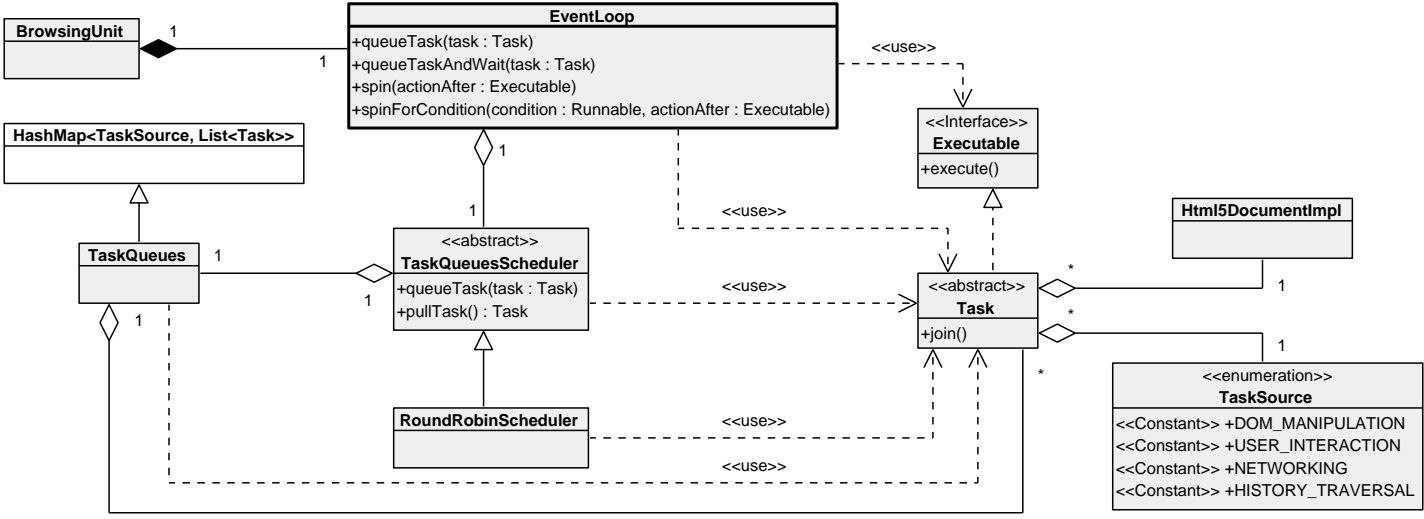 BrowsingUnit
1
1
EventLoop
+queueTask(task : Task)
+queueTaskAndWait(task : Task)
+spin(actionAfter : Executable)
+spinForCondition(condition : Runnable, actionAfter : Executable)
<<use>>
<<Interface>>
Executable
+execute()
HashMap<TaskSource, List<Task>>
1
1
<<use>>
Html5DocumentImpl
TaskQueues
1
1
<<abstract>>
TaskQueuesScheduler
+queueTask(task : Task)
+pullTask() : Task
<<use>>
<<abstract>>
Task
+join()
*
1
*
1
1
*
<<enumeration>>
TaskSource
<<Constant>> +DOM_MANIPULATION
<<Constant>> +USER_INTERACTION
<<Constant>> +NETWORKING
<<Constant>> +HISTORY_TRAVERSAL
RoundRobinScheduler
<<use>>
<<use>>